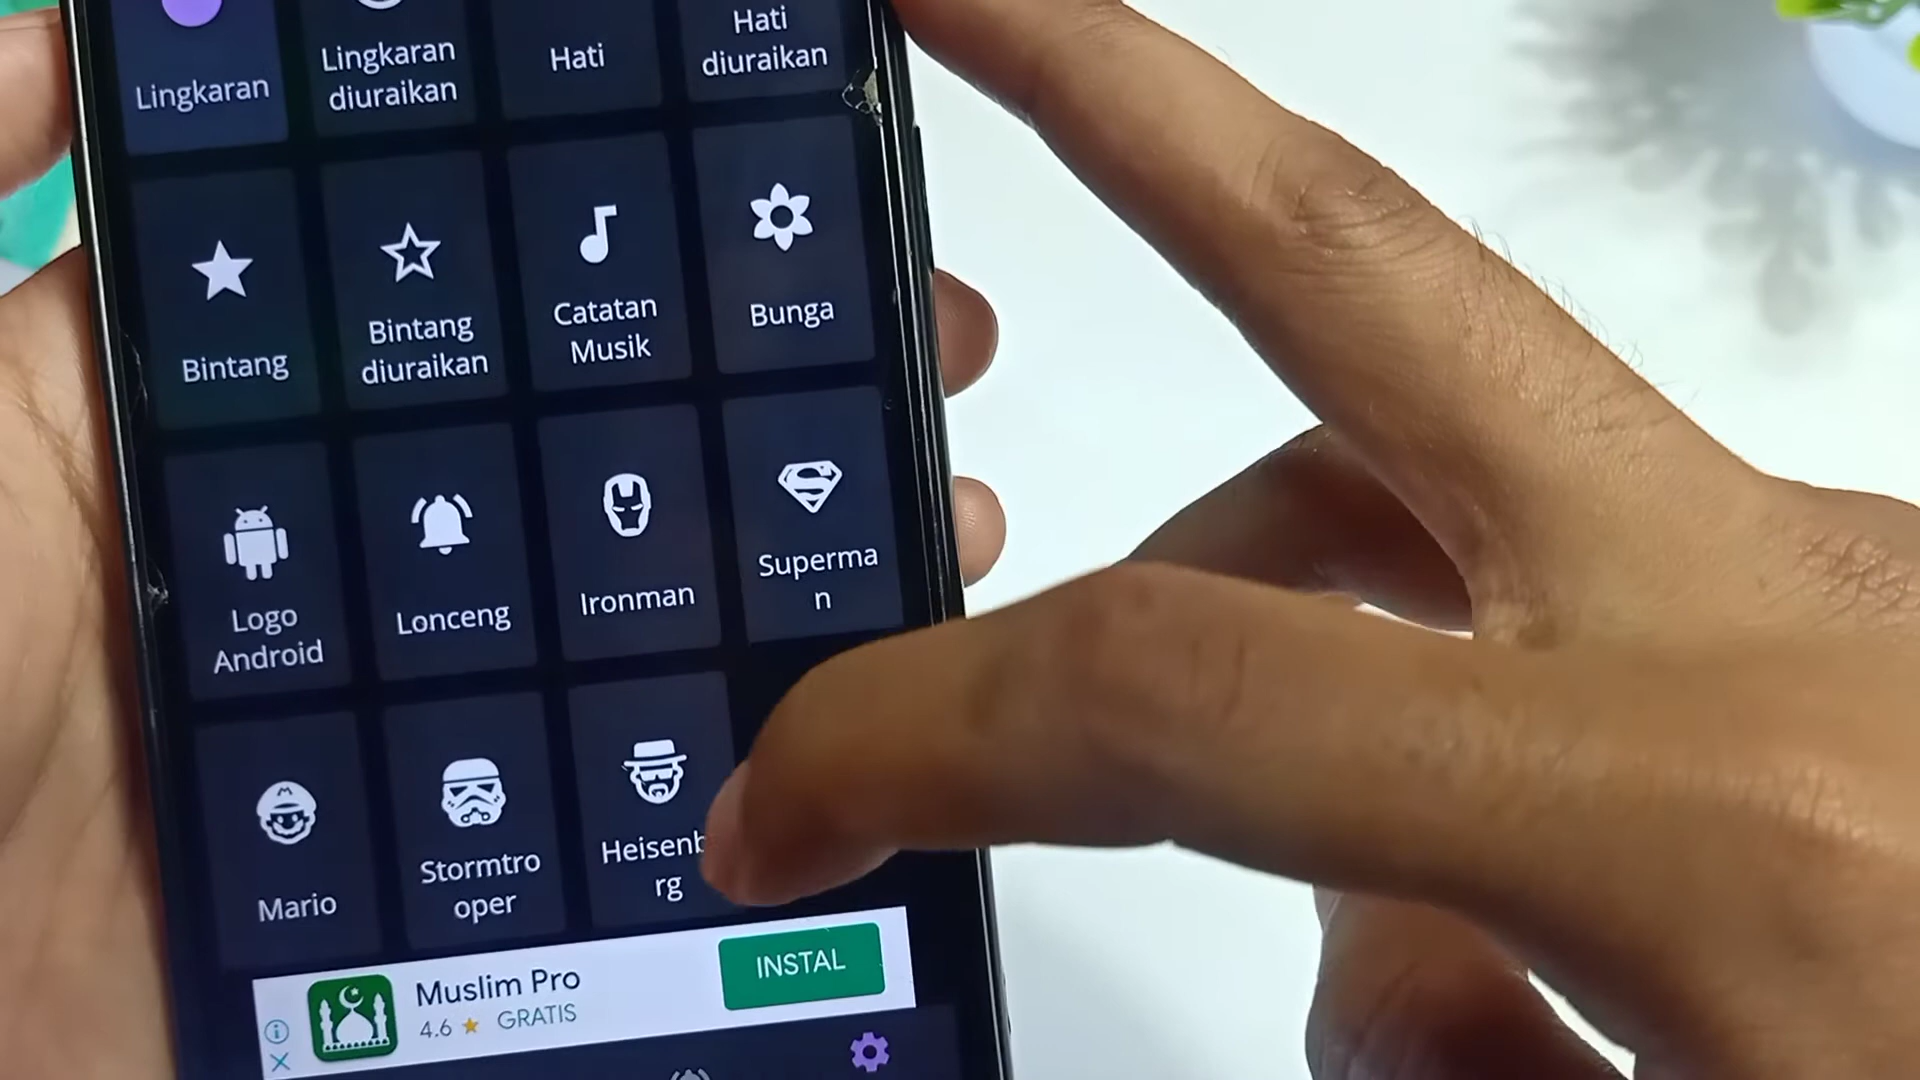 Lingkaran
Lingkaran
diuraikan
Hati
Hati
diuraikan
Bintang
Bintang
diuraikan
Catatan
Musik
Bunga
Logo
Android
Lonceng
Ironman
Superma
n
Mario
Stormtro
oper
Heisenb
rg
Muslim Pro
4.6 ★ GRATIS
INSTAL